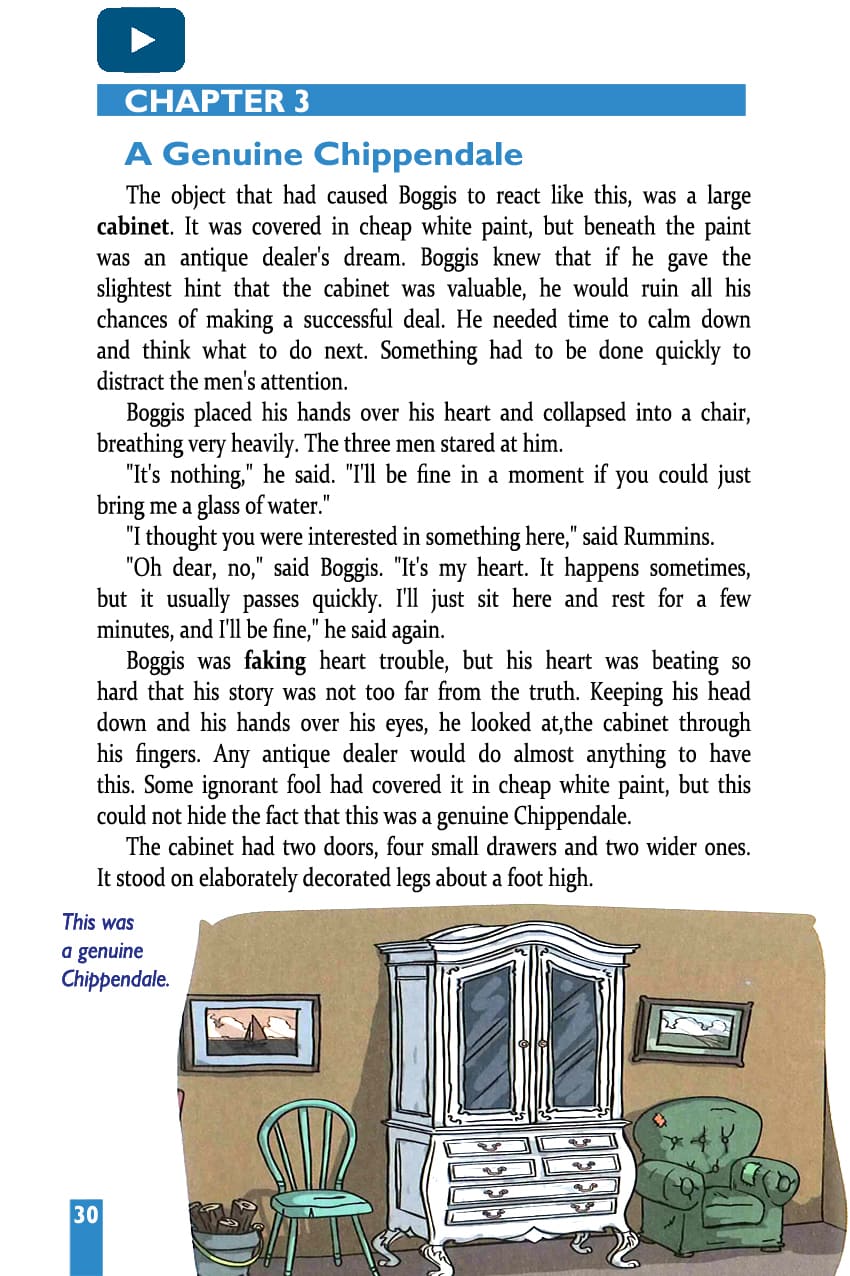 CHAPTER 3
A Genuine Chippendale
The object that had caused Boggis to react like this, was a large
cabinet. It was covered in cheap white paint, but beneath the paint
was an antique dealer's dream. Boggis knew that if he gave the
slightest hint that the cabinet was valuable, he would ruin all his
chances of making a successful deal. He needed time to calm down
and think what to do next. Something had to be done quickly to
distract the men's attention.
Boggis placed his hands over his heart and collapsed into a chair,
breathing very heavily. The three men stared at him.
"It's nothing," he said. "I'll be fine in a moment if you could just
bring me a glass of water."
"I thought you were interested in something here," said Rummins.
"Oh dear, no," said Boggis. "It's my heart. It happens sometimes,
but it usually passes quickly. I'll just sit here and rest for a few
minutes, and I'll be fine," he said again.
Boggis was faking heart trouble, but his heart was beating so
hard that his story was not too far from the truth. Keeping his head
down and his hands over his eyes, he looked at,the cabinet through
his fingers. Any antique dealer would do almost anything to have
this. Some ignorant fool had covered it in cheap white paint, but this
could not hide the fact that this was a genuine Chippendale.
The cabinet had two doors, four small drawers and two wider ones.
It stood on elaborately decorated legs about a foot high.
This was
a genuine
Chippendale.
30